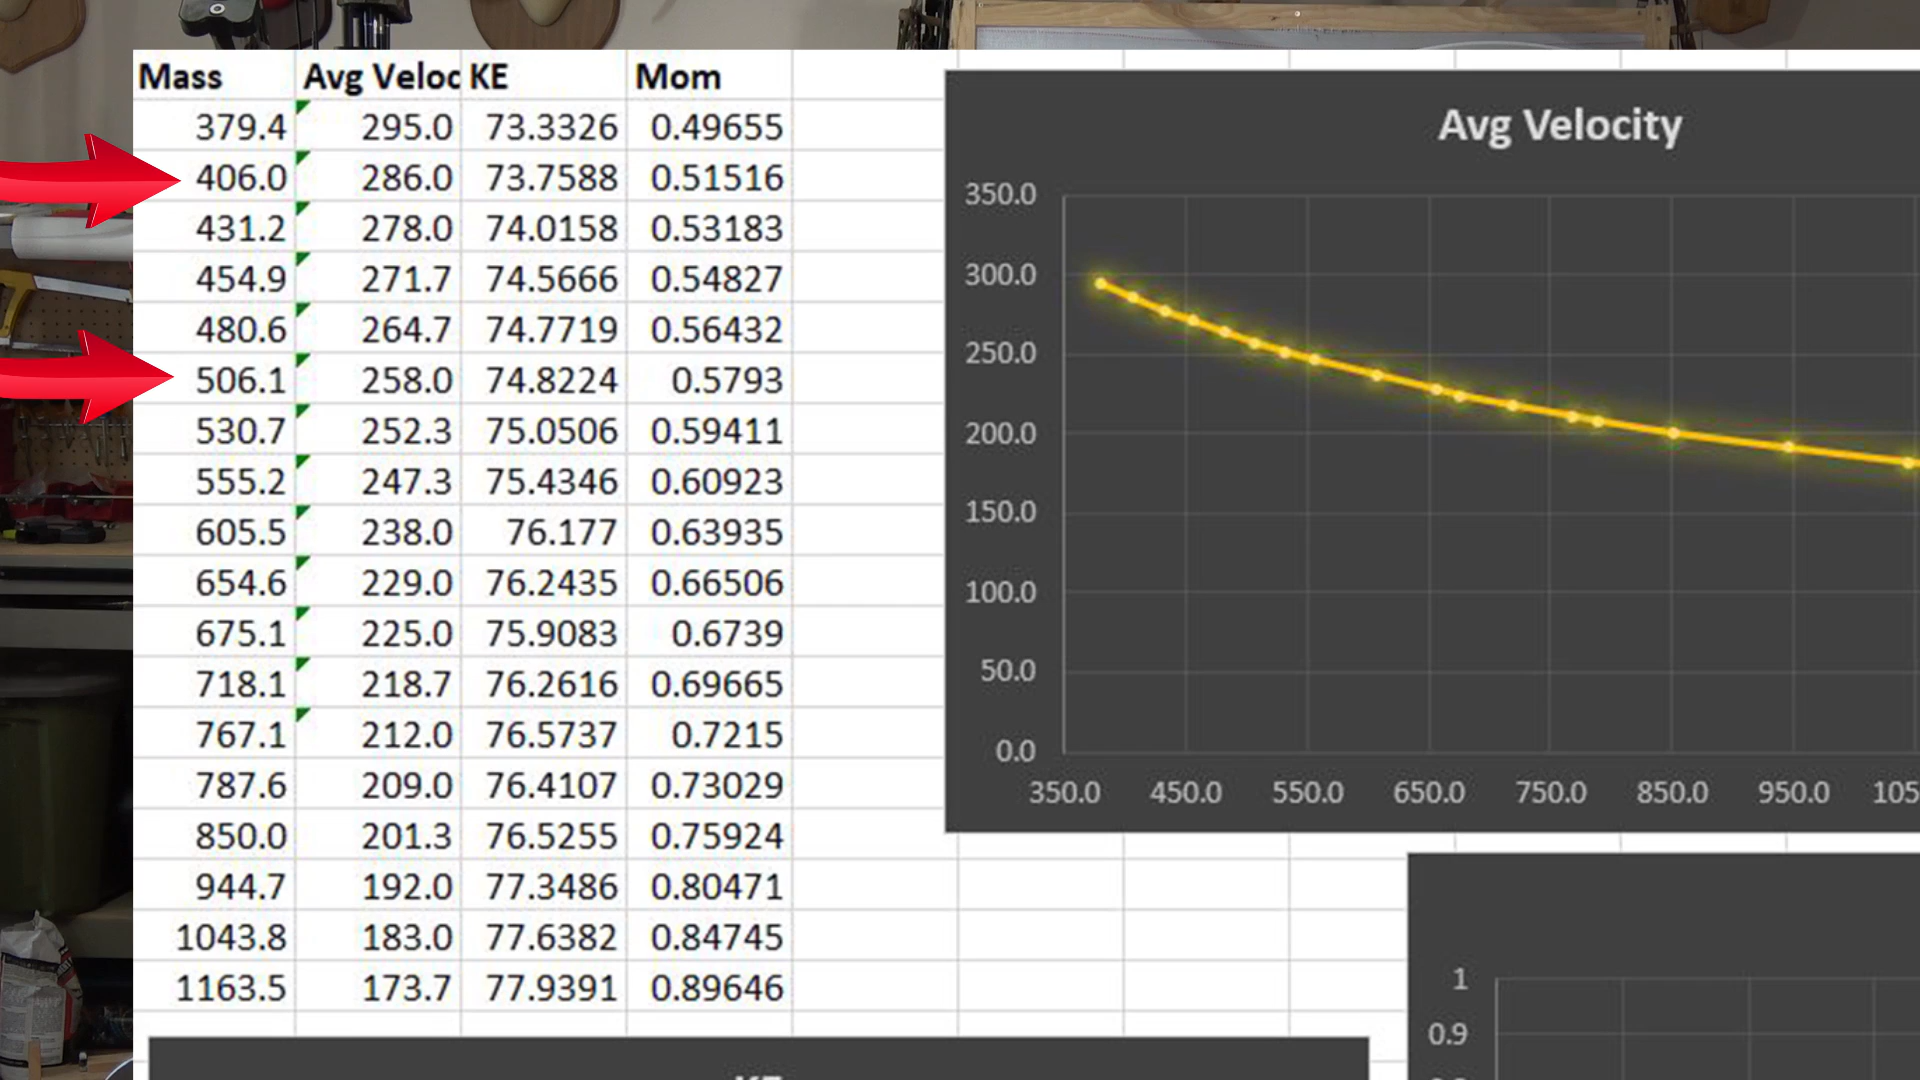 Mass Avg Veloc KE Mom
379.4 295.0 73.3326 0.49655
406.0 286.0 73.7588 0.51516
431.2 278.0 74.0158 0.53183
454.9 271.7 74.5666 0.54827
480.6 264.7 74.7719 0.56432
506.1 258.0 74.8224 0.5793
530.7 252.3 75.0506 0.59411
555.2 247.3 75.4346 0.60923
605.5 238.0 76.177 0.63935
654.6 229.0 76.2435 0.66506
675.1 225.0 75.9083 0.6739
718.1 218.7 76.2616 0.69665
767.1 212.0 76.5737 0.7215
787.6 209.0 76.4107 0.73029
850.0 201.3 76.5255 0.75924
944.7 192.0 77.3486 0.80471
1043.8 183.0 77.6382 0.84745
1163.5 173.7 77.9391 0.89646
Avg Velocity
350.0
300.0
250.0
200.0
150.0
100.0
50.0
0.0
350.0 450.0 550.0 650.0 750.0 850.0 950.0 105
1
0.9